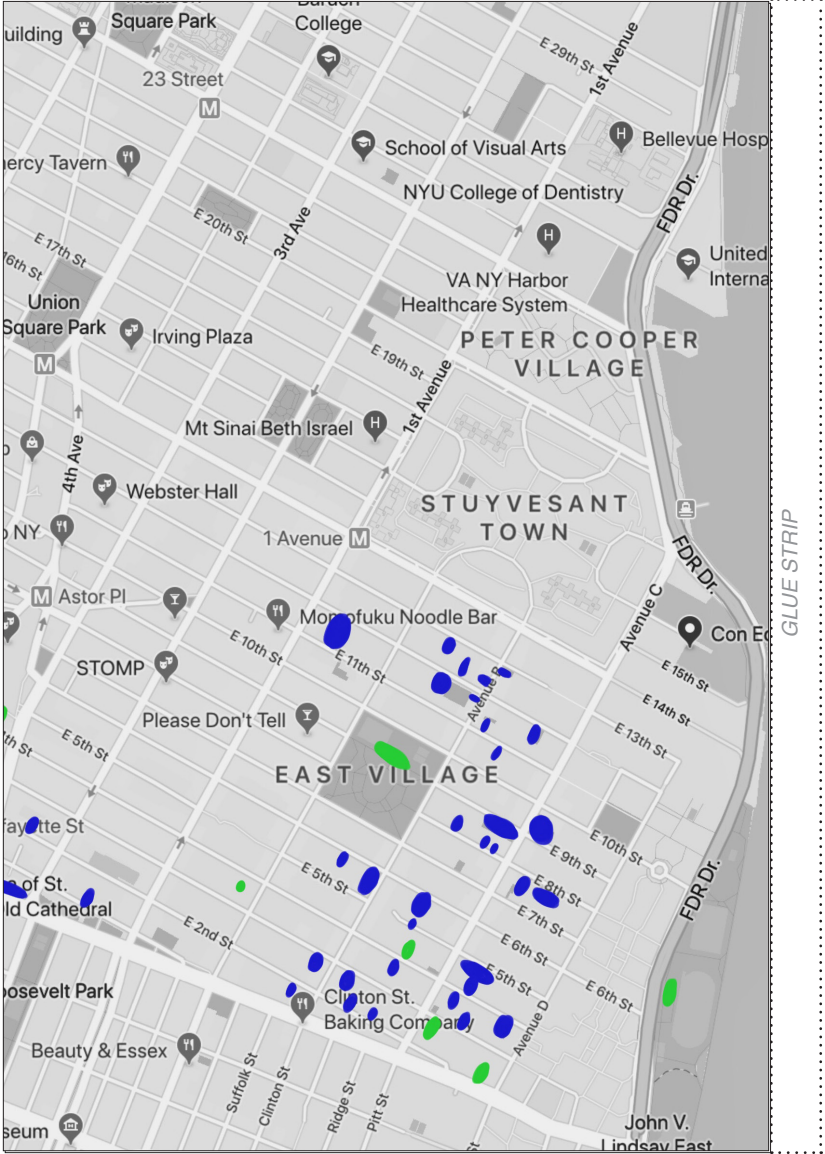 Square Park
College
uilding
E 29th St
1st Avenue
23 Street
M
School of Visual Arts
H
Bellevue Hosp
ercy Tavern
NYU College of Dentistry
FDR Dr.
E 20th St
3rd Ave
E 17th St
16th St
H
United
Interna
VA NY Harbor
Healthcare System
Union
Square Park
Irving Plaza
M
PETER COOPER
VILLAGE
E 19th St
1st Avenue
Mt Sinai Beth Israel
H
4th Ave
Webster Hall
STUYVESANT
TOWN
o NY
1 Avenue
M
FDR Dr.
GLUE STRIP
M
Astor Pl
Momofuku Noodle Bar
Avenue C
Con Ed
E 10th St
E 11th St
STOMP
E 15th St
Avenue B
E 14th St
Please Don't Tell
E 13th St
th St
E 5th St
EAST VILLAGE
fayette St
E 10th St
E 9th St
E 5th St
E 8th St
e of St.
ld Cathedral
E 7th St
FDR Dr.
E 2nd St
E 6th St
E 5th St
E 6th St
oosevelt Park
Clinton St.
Baking Company
Avenue D
Beauty & Essex
Suffolk St
Clinton St
Ridge St
Pitt St
seum
st
John V.
Lindsay East